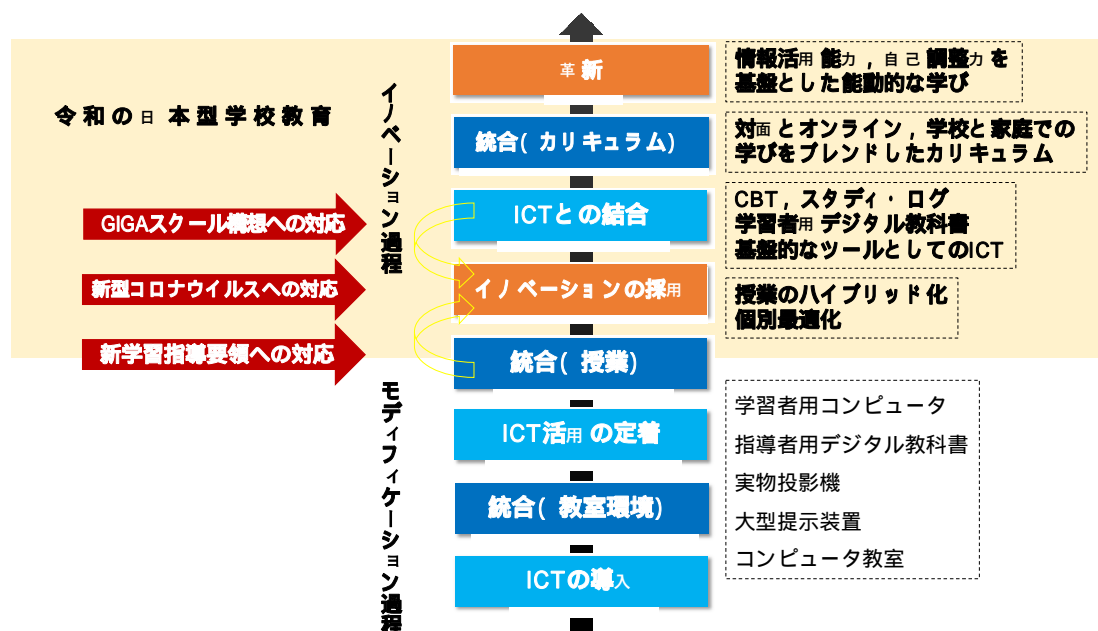 革新
情報活用能力，自己調整力を
基盤とした能動的な学び
令和の日本型学校教育
イノベーション過程
統合(カリキュラム)
対面とオンライン，学校と家庭での
学びをブレンドしたカリキュラム
GIGAスクール構想への対応
ICTとの結合
CBT，スタディ・ログ
学習者用デジタル教科書
基盤的なツールとしてのICT
新型コロナウイルスへの対応
イノベーションの採用
授業のハイブリッド化
個別最適化
新学習指導要領への対応
統合(授業)
モディフィケーション過程
ICT活用の定着
統合(教室環境)
ICTの導入
学習者用コンピュータ
指導者用デジタル教科書
実物投影機
大型提示装置
コンピュータ教室